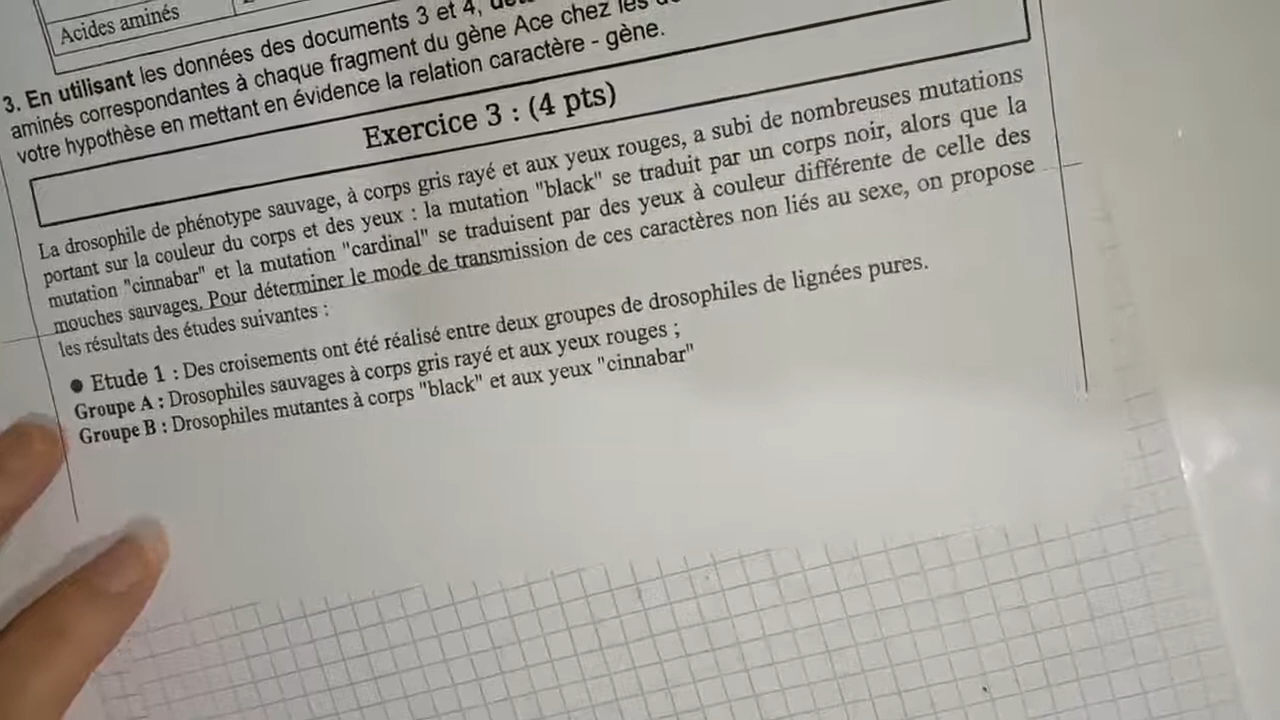 Acides aminés
3. En utilisant les données des documents 3 et 4,
aminés correspondantes à chaque fragment du gène Ace chez les
votre hypothèse en mettant en évidence la relation caractère - gène.
Exercice 3 : (4 pts)
La drosophile de phénotype sauvage, à corps gris rayé et aux yeux rouges, a subi de nombreuses mutations
portant sur la couleur du corps et des yeux : la mutation "black" se traduit par un corps noir, alors que la
mutation "cinnabar" et la mutation "cardinal" se traduisent par des yeux à couleur différente de celle des
mouches sauvages. Pour déterminer le mode de transmission de ces caractères non liés au sexe, on propose
les résultats des études suivantes :
● Etude 1 : Des croisements ont été réalisé entre deux groupes de drosophiles de lignées pures.
Groupe A : Drosophiles sauvages à corps gris rayé et aux yeux rouges ;
Groupe B : Drosophiles mutantes à corps "black" et aux yeux "cinnabar"